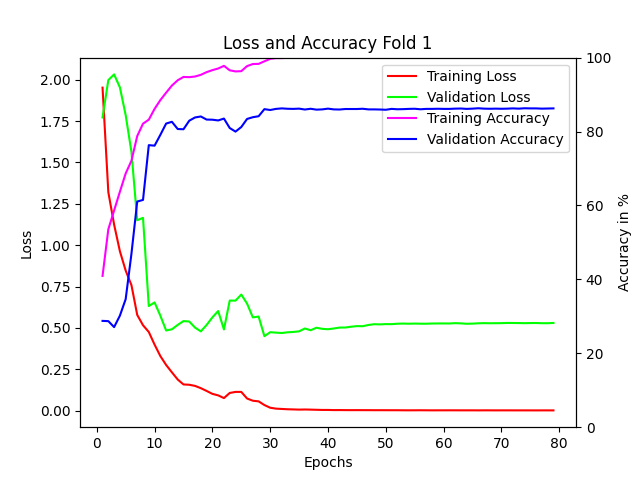 Loss and Accuracy Fold 1
2.00
1.75
1.50
1.25
1.00
0.75
0.50
0.25
0.00
Loss
Training Loss
Validation Loss
Training Accuracy
Validation Accuracy
100
80
60
40
20
0
Accuracy in %
0 10 20 30 40 50 60 70 80
Epochs